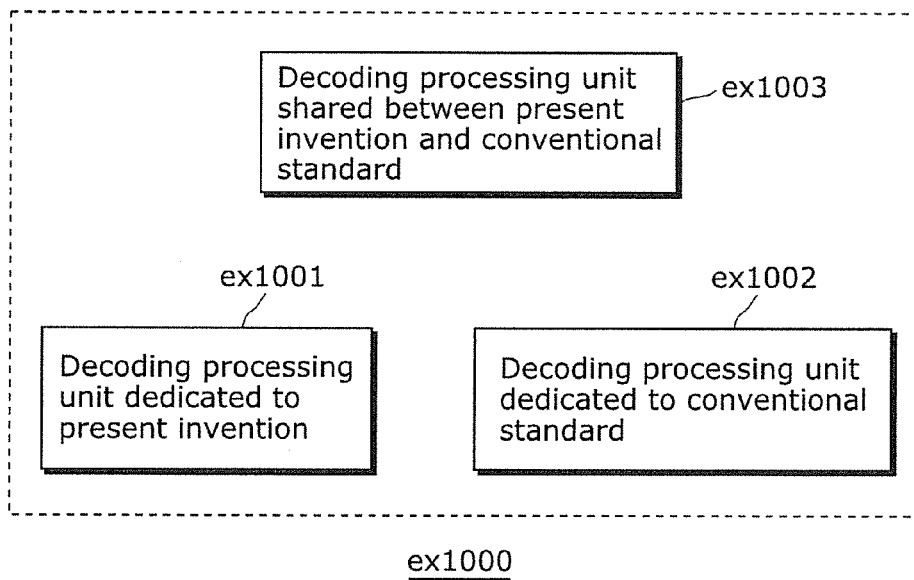 Decoding processing unit
shared between present
invention and conventional
standard
ex1003
ex1001
Decoding processing
unit dedicated to
present invention
ex1002
Decoding processing unit
dedicated to conventional
standard
ex1000